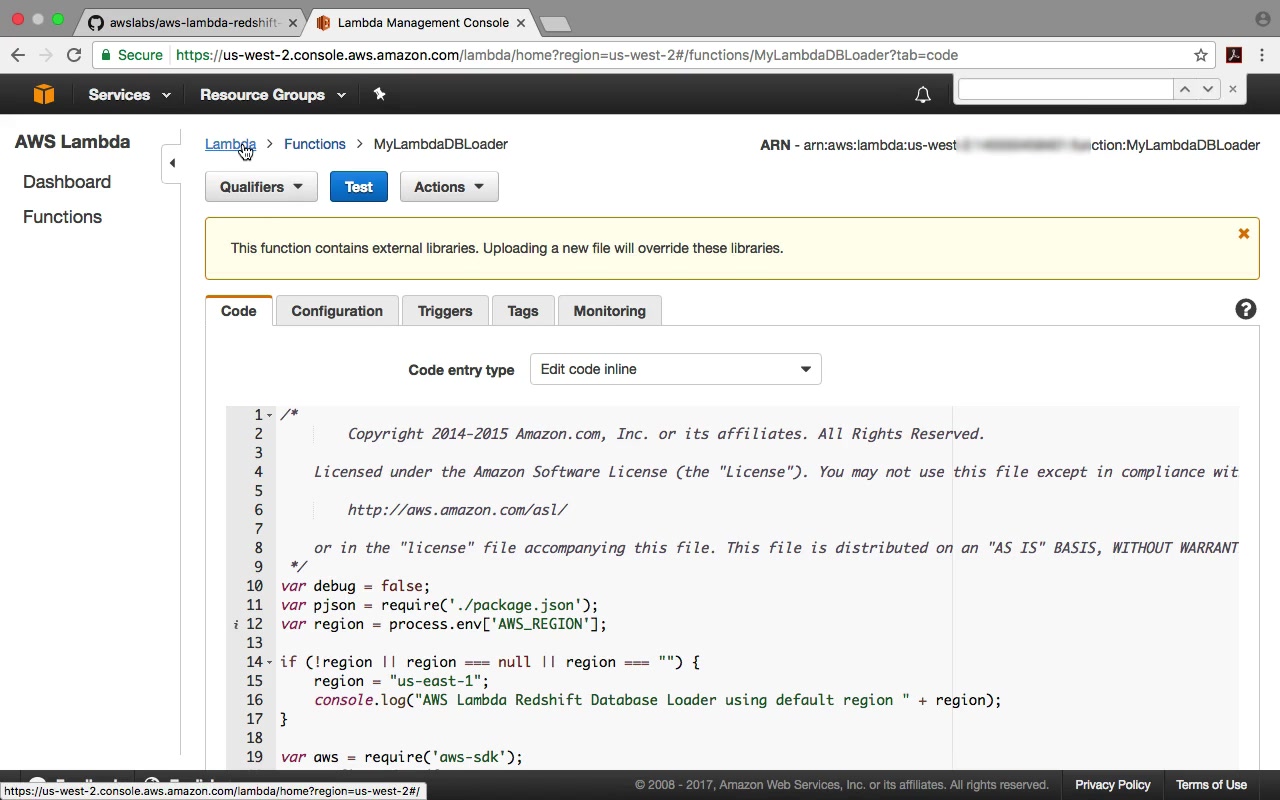 awslabs/aws-lambda-redshift-
Lambda Management Console
Secure
https://us-west-2.console.aws.amazon.com/lambda/home?region=us-west-2#/functions/MyLambdaDBLoader?tab=code
Services
Resource Groups
AWS Lambda
Dashboard
Functions
Lambda > Functions > MyLambdaDBLoader
ARN - arn:aws:lambda:us-west ction:MyLambdaDBLoader
Qualifiers
Test
Actions
This function contains external libraries. Uploading a new file will override these libraries.
Code
Configuration
Triggers
Tags
Monitoring
?
Code entry type
Edit code inline
1 /*
2 Copyright 2014-2015 Amazon.com, Inc. or its affiliates. All Rights Reserved.
3
4 Licensed under the Amazon Software License (the "License"). You may not use this file except in compliance wit
5
6 http://aws.amazon.com/asl/
7
8 or in the "license" file accompanying this file. This file is distributed on an "AS IS" BASIS, WITHOUT WARRANT
9 */
10 var debug = false;
11 var pjson = require('./package.json');
i 12 var region = process.env['AWS_REGION'];
13
14 if (!region || region === null || region === "") {
15 region = "us-east-1";
16 console.log("AWS Lambda Redshift Database Loader using default region " + region);
17 }
18
19 var aws = require('aws-sdk');
© 2008 - 2017, Amazon Web Services, Inc. or its affiliates. All rights reserved.
Privacy Policy
Terms of Use
https://us-west-2.console.aws.amazon.com/lambda/home?region=us-west-2#/